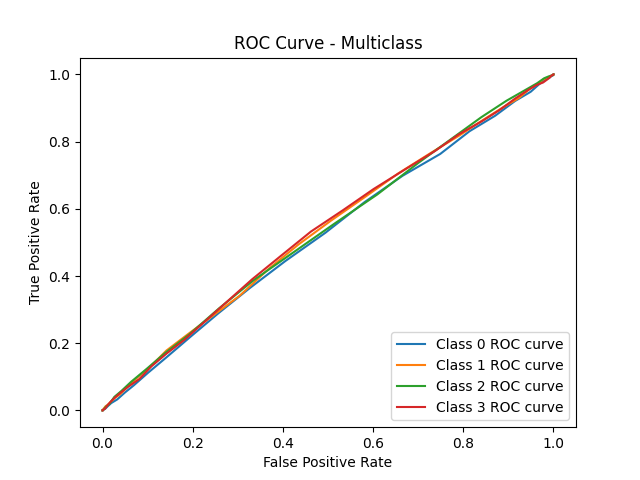 ROC Curve - Multiclass
1.0
0.8
0.6
0.4
0.2
0.0
True Positive Rate
Class 0 ROC curve
Class 1 ROC curve
Class 2 ROC curve
Class 3 ROC curve
0.0 0.2 0.4 0.6 0.8 1.0
False Positive Rate